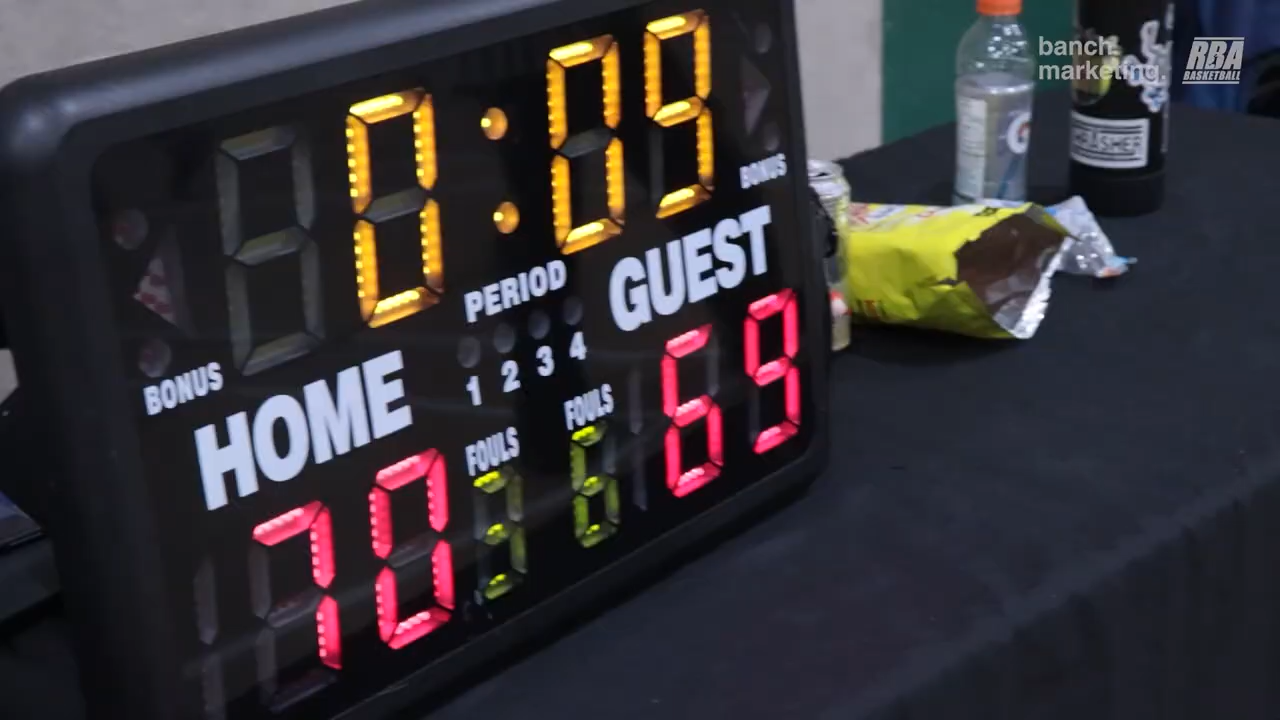 banch.
marketing.
RBA
BASKETBALL
THRASHER
0:09
BONUS
BONUS
PERIOD
1 2 3 4
HOME
GUEST
FOULS
FOULS
70
3
6
69